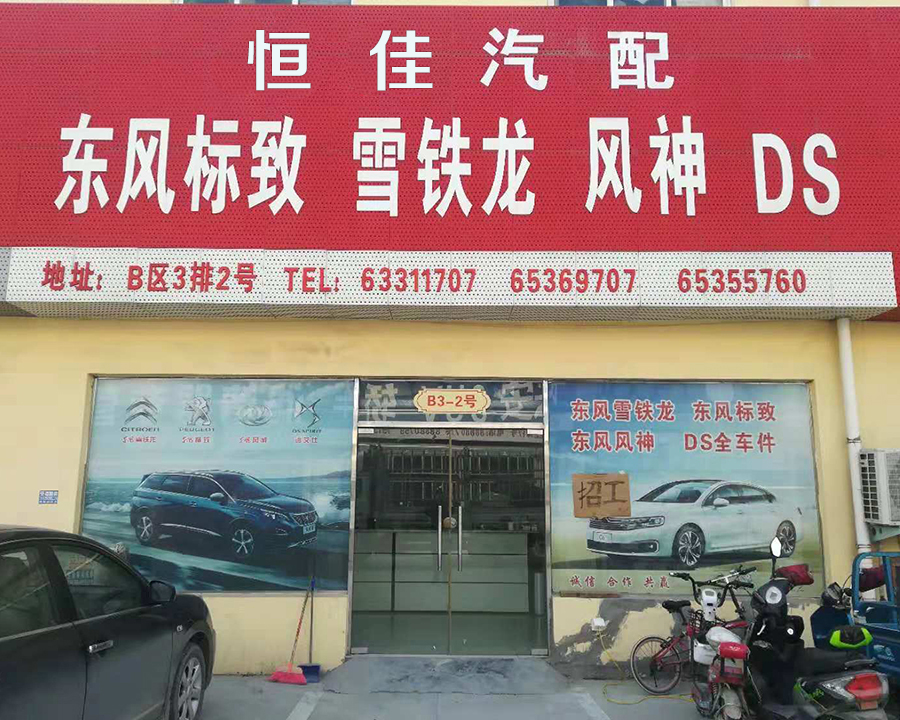 恒佳汽配
东风标致 雪铁龙 风神 DS
地址：B区3排2号 TEL：63311707 65369707 65355760
B3-2号
CITROËN PEUGEOT
东风雪铁龙 东风标致
东风风神 DS全车件
招工
诚信 合作 共赢